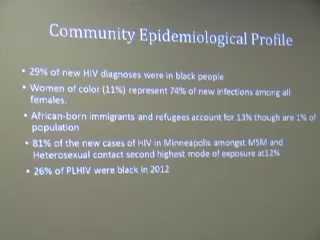 Community Epidemiological Profile
• 29% of new HIV diagnoses were in black people
• Women of color (11%) represent 74% of new infections among all
females.
• African-born immigrants and refugees account for 13% though are 1% of
population
• 81% of the new cases of HIV in Minneapolis amongst MSM and
Heterosexual contact second highest mode of exposure at12%
• 26% of PLHIV were black in 2012